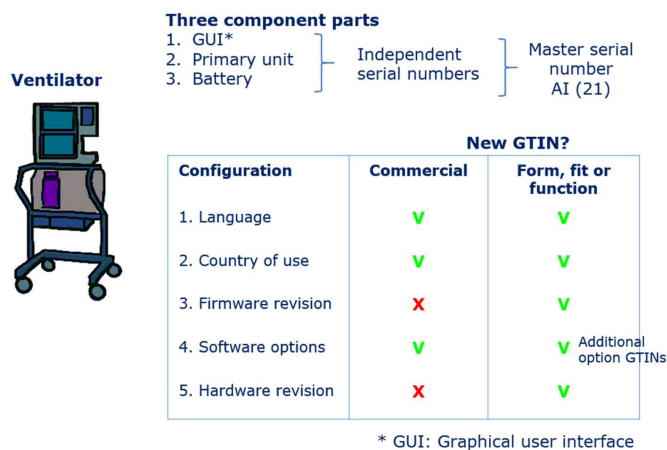 Three component parts
1. GUI*
2. Primary unit
3. Battery
Independent
serial numbers
Master serial
number
AI (21)
Ventilator
New GTIN?
Configuration Commercial Form, fit or
function
1. Language V V
2. Country of use V V
3. Firmware revision X V
4. Software options V V Additional
option GTINs
5. Hardware revision X V
* GUI: Graphical user interface